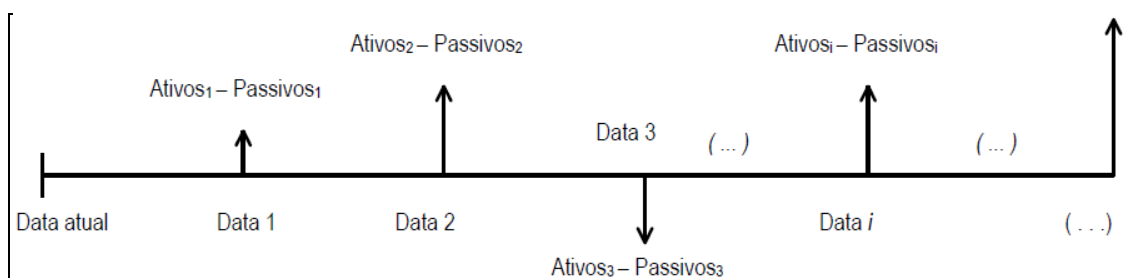 Ativos₂ – Passivos₂
Ativosᵢ – Passivosᵢ
Ativos₁ – Passivos₁
Data 3
(...)
(...)
Data atual
Data 1
Data 2
Data i
(...)
Ativos₃ – Passivos₃